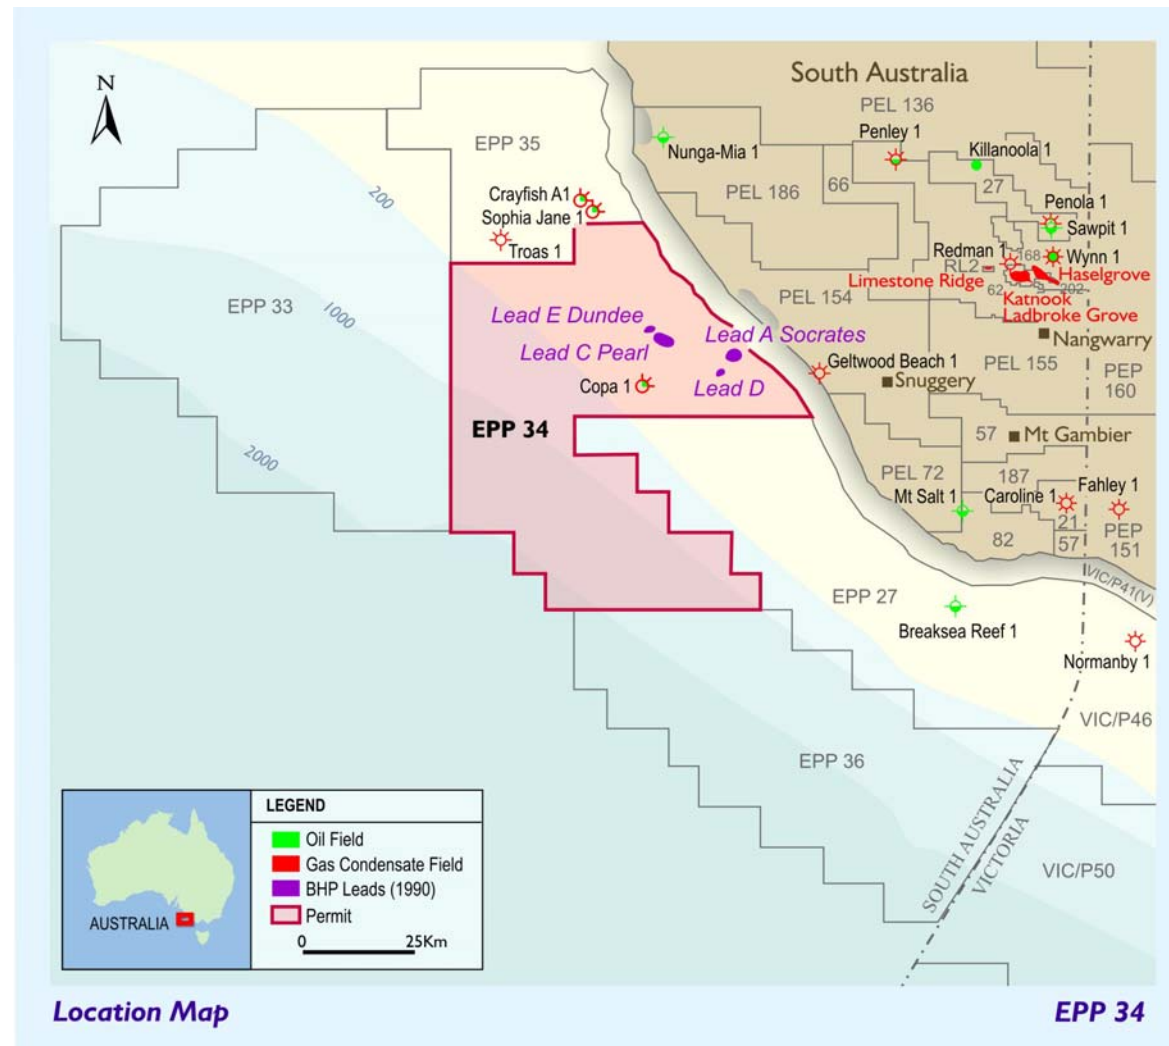 N
South Australia
PEL 136
EPP 35
Nunga-Mia 1
Penley 1
Killanoola 1
200
Crayfish A1
Sophia Jane 1
Troas 1
PEL 186
66
27
Penola 1
Sawpit 1
Redman 1
168
Wynn 1
RL2
Limestone Ridge
62
202
Haselgrove
Katnook
Ladbroke Grove
EPP 33
1000
PEL 154
Lead E Dundee
Lead C Pearl
Lead A Socrates
Lead D
Copa 1
Geltwood Beach 1
Snuggery
Nangwarry
PEL 155
PEP
160
EPP 34
2000
57
Mt Gambier
PEL 72
187
Mt Salt 1
Caroline 1
Fahley 1
82
21
57
PEP
151
VIC/P41(V)
EPP 27
Breaksea Reef 1
Normanby 1
VIC/P46
EPP 36
SOUTH AUSTRALIA
VICTORIA
VIC/P50
AUSTRALIA
LEGEND
Oil Field
Gas Condensate Field
BHP Leads (1990)
Permit
0 25Km
Location Map
EPP 34